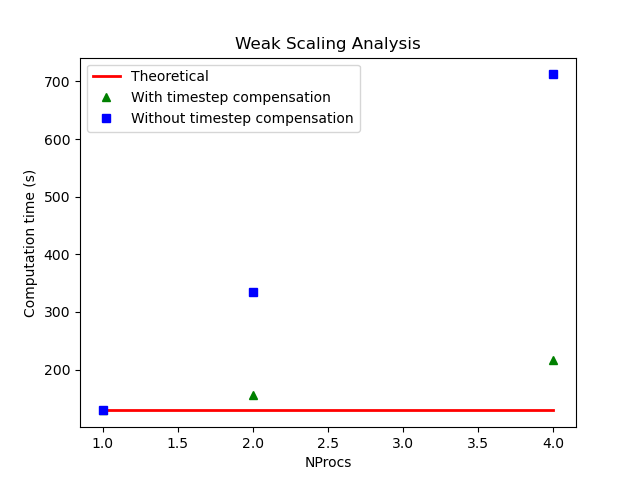 Weak Scaling Analysis
Theoretical
With timestep compensation
Without timestep compensation
Computation time (s)
700
600
500
400
300
200
1.0 1.5 2.0 2.5 3.0 3.5 4.0
NProcs